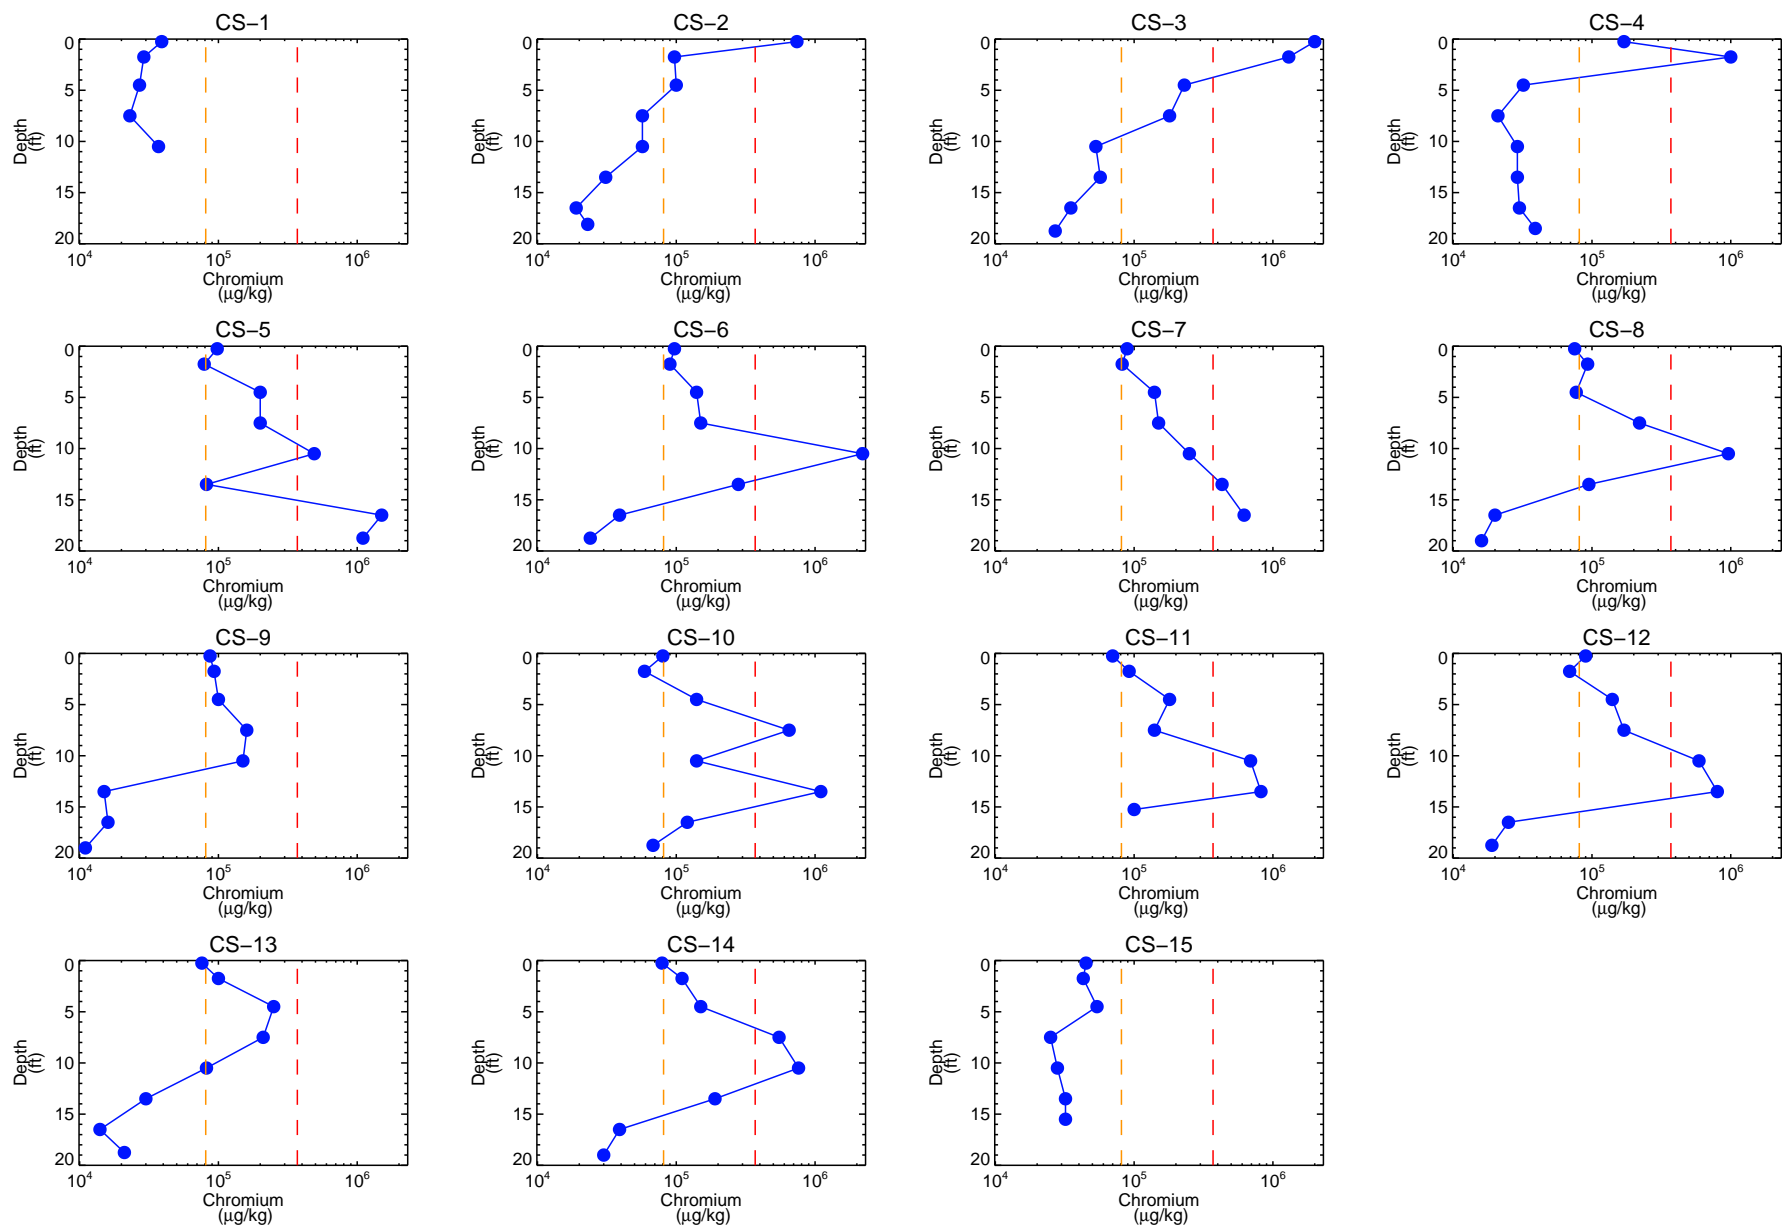 CS−1
0
5
10
15
20
Depth
(ft)
10⁴
10⁵
10⁶
Chromium
(μg/kg)
CS−2
0
5
10
15
20
Depth
(ft)
10⁴
10⁵
10⁶
Chromium
(μg/kg)
CS−3
0
5
10
15
20
Depth
(ft)
10⁴
10⁵
10⁶
Chromium
(μg/kg)
CS−4
0
5
10
15
20
Depth
(ft)
10⁴
10⁵
10⁶
Chromium
(μg/kg)
CS−5
0
5
10
15
20
Depth
(ft)
10⁴
10⁵
10⁶
Chromium
(μg/kg)
CS−6
0
5
10
15
20
Depth
(ft)
10⁴
10⁵
10⁶
Chromium
(μg/kg)
CS−7
0
5
10
15
20
Depth
(ft)
10⁴
10⁵
10⁶
Chromium
(μg/kg)
CS−8
0
5
10
15
20
Depth
(ft)
10⁴
10⁵
10⁶
Chromium
(μg/kg)
CS−9
0
5
10
15
20
Depth
(ft)
10⁴
10⁵
10⁶
Chromium
(μg/kg)
CS−10
0
5
10
15
20
Depth
(ft)
10⁴
10⁵
10⁶
Chromium
(μg/kg)
CS−11
0
5
10
15
20
Depth
(ft)
10⁴
10⁵
10⁶
Chromium
(μg/kg)
CS−12
0
5
10
15
20
Depth
(ft)
10⁴
10⁵
10⁶
Chromium
(μg/kg)
CS−13
0
5
10
15
20
Depth
(ft)
10⁴
10⁵
10⁶
Chromium
(μg/kg)
CS−14
0
5
10
15
20
Depth
(ft)
10⁴
10⁵
10⁶
Chromium
(μg/kg)
CS−15
0
5
10
15
20
Depth
(ft)
10⁴
10⁵
10⁶
Chromium
(μg/kg)